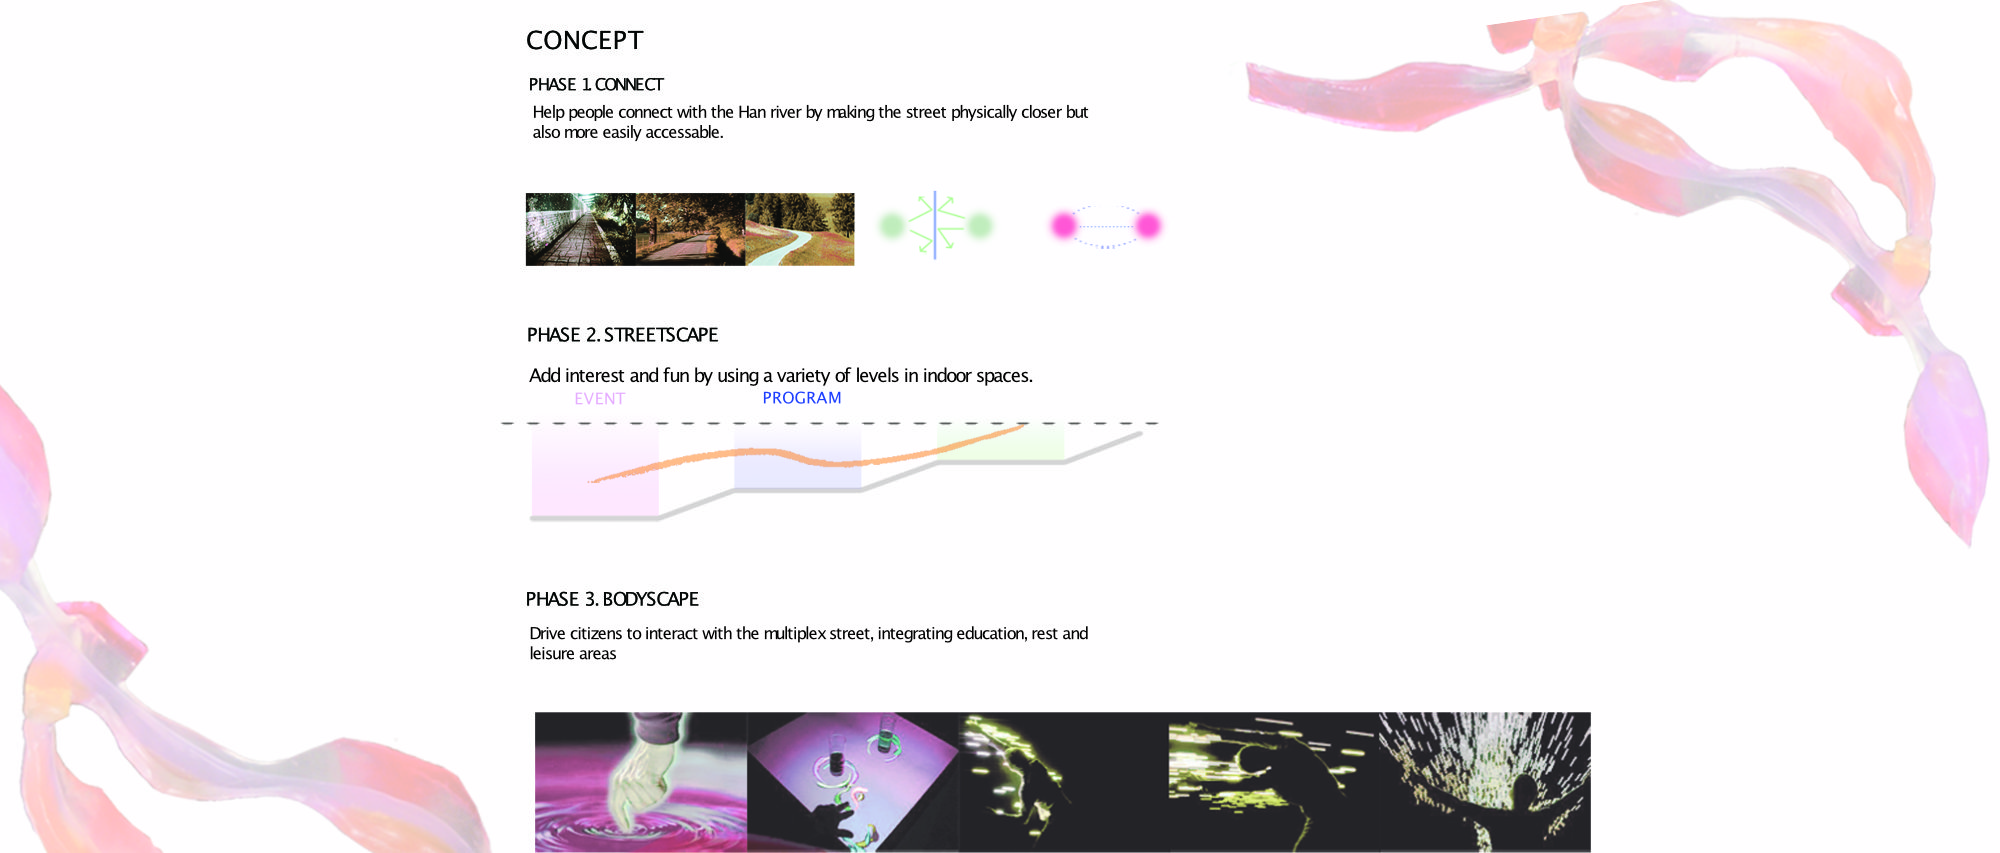 CONCEPT
PHASE 1. CONNECT
Help people connect with the Han river by making the street physically closer but
also more easily accessable.
PHASE 2. STREETSCAPE
Add interest and fun by using a variety of levels in indoor spaces.
EVENT
PROGRAM
PHASE 3. BODYSCAPE
Drive citizens to interact with the multiplex street, integrating education, rest and
leisure areas